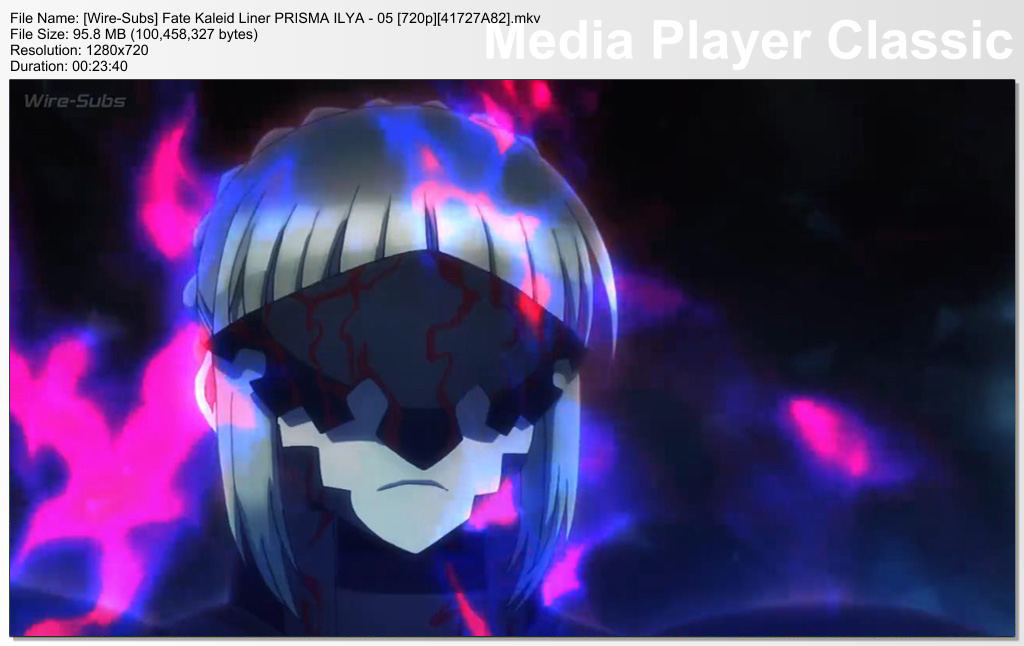 File Name: [Wire-Subs] Fate Kaleid Liner PRISMA ILYA - 05 [720p][41727A82].mkv
File Size: 95.8 MB (100,458,327 bytes)
Resolution: 1280x720
Duration: 00:23:40
Media Player Classic
Wire-Subs